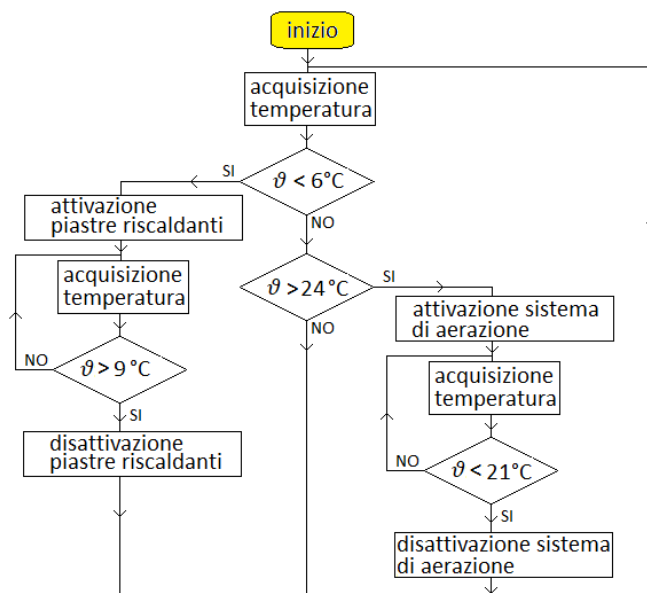 inizio
acquisizione
temperatura
ϑ < 6°C
SI
NO
attivazione
piastre riscaldanti
acquisizione
temperatura
ϑ > 9 °C
NO
SI
disattivazione
piastre riscaldanti
ϑ > 24 °C
SI
NO
attivazione sistema
di aerazione
acquisizione
temperatura
ϑ < 21°C
NO
SI
disattivazione sistema
di aerazione